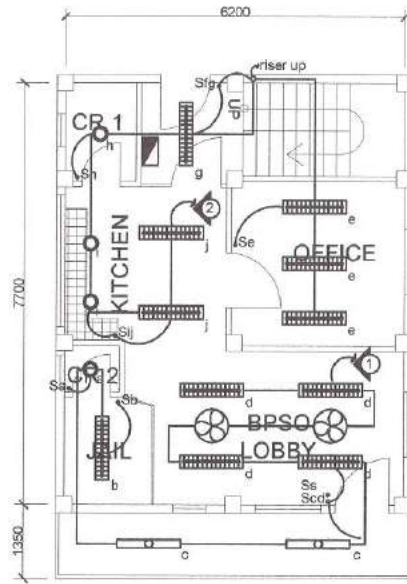 6200
riser up
Sfg
UP
CR 1
h
Sh
g
2
e
Se
OFFICE
e
KITCHEN
j
7700
j
e
Sij
1
CR 2
Sa
Sb
d
d
BPSO
LOBBY
JAIL
b
d
d
Ss
Scd
1350
c
c